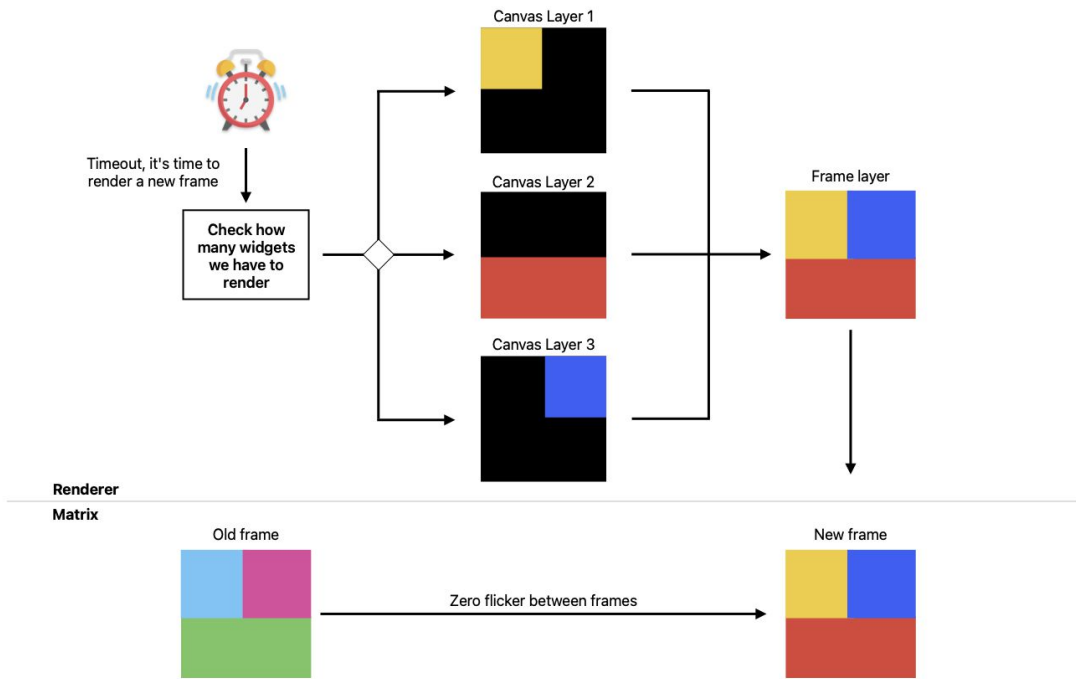 Canvas Layer 1
Timeout, it's time to
render a new frame
Check how
many widgets
we have to
render
Canvas Layer 2
Frame layer
Canvas Layer 3
Renderer
Matrix
Old frame
New frame
Zero flicker between frames